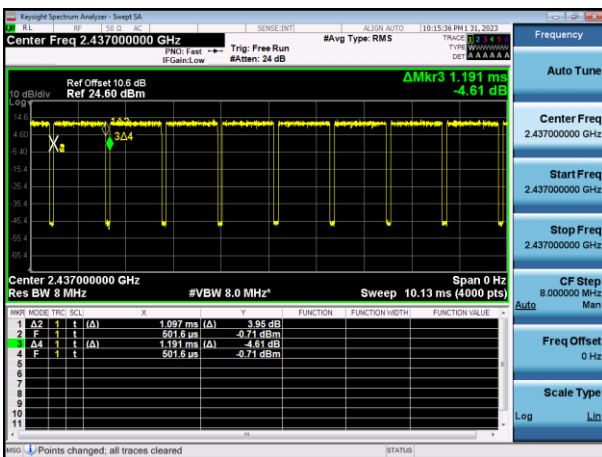 Keysight Spectrum Analyzer - Swept SA
RL RF 50 Ω AC SENSE:INT ALIGN AUTO 10:15:36 PM 1 31, 2023
Center Freq 2.437000000 GHz #Avg Type: RMS TRACE 1 2 3 4 5 6
PNO: Fast Trig: Free Run TYPE WWWWWW
IFGain:Low #Atten: 24 dB DET A A A A A A
Ref Offset 10.6 dB ΔMkr3 1.191 ms
10 dB/div Ref 24.60 dBm -4.61 dB
Log
14.6
4.60
-5.40
-15.4
-25.4
-35.4
-45.4
-55.4
-65.4
1Δ2
3Δ4
Center 2.437000000 GHz Span 0 Hz
Res BW 8 MHz #VBW 8.0 MHz* Sweep 10.13 ms (4000 pts)
MKR MODE TRC SCL X Y FUNCTION FUNCTION WIDTH FUNCTION VALUE
1 Δ2 1 t (Δ) 1.097 ms (Δ) 3.95 dB
2 F 1 t 501.6 µs -0.71 dBm
3 Δ4 1 t (Δ) 1.191 ms (Δ) -4.61 dB
4 F 1 t 501.6 µs -0.71 dBm
5
6
7
8
9
10
11
MSG Points changed; all traces cleared STATUS
Frequency
Auto Tune
Center Freq
2.437000000 GHz
Start Freq
2.437000000 GHz
Stop Freq
2.437000000 GHz
CF Step
8.000000 MHz
Auto Man
Freq Offset
0 Hz
Scale Type
Log Lin